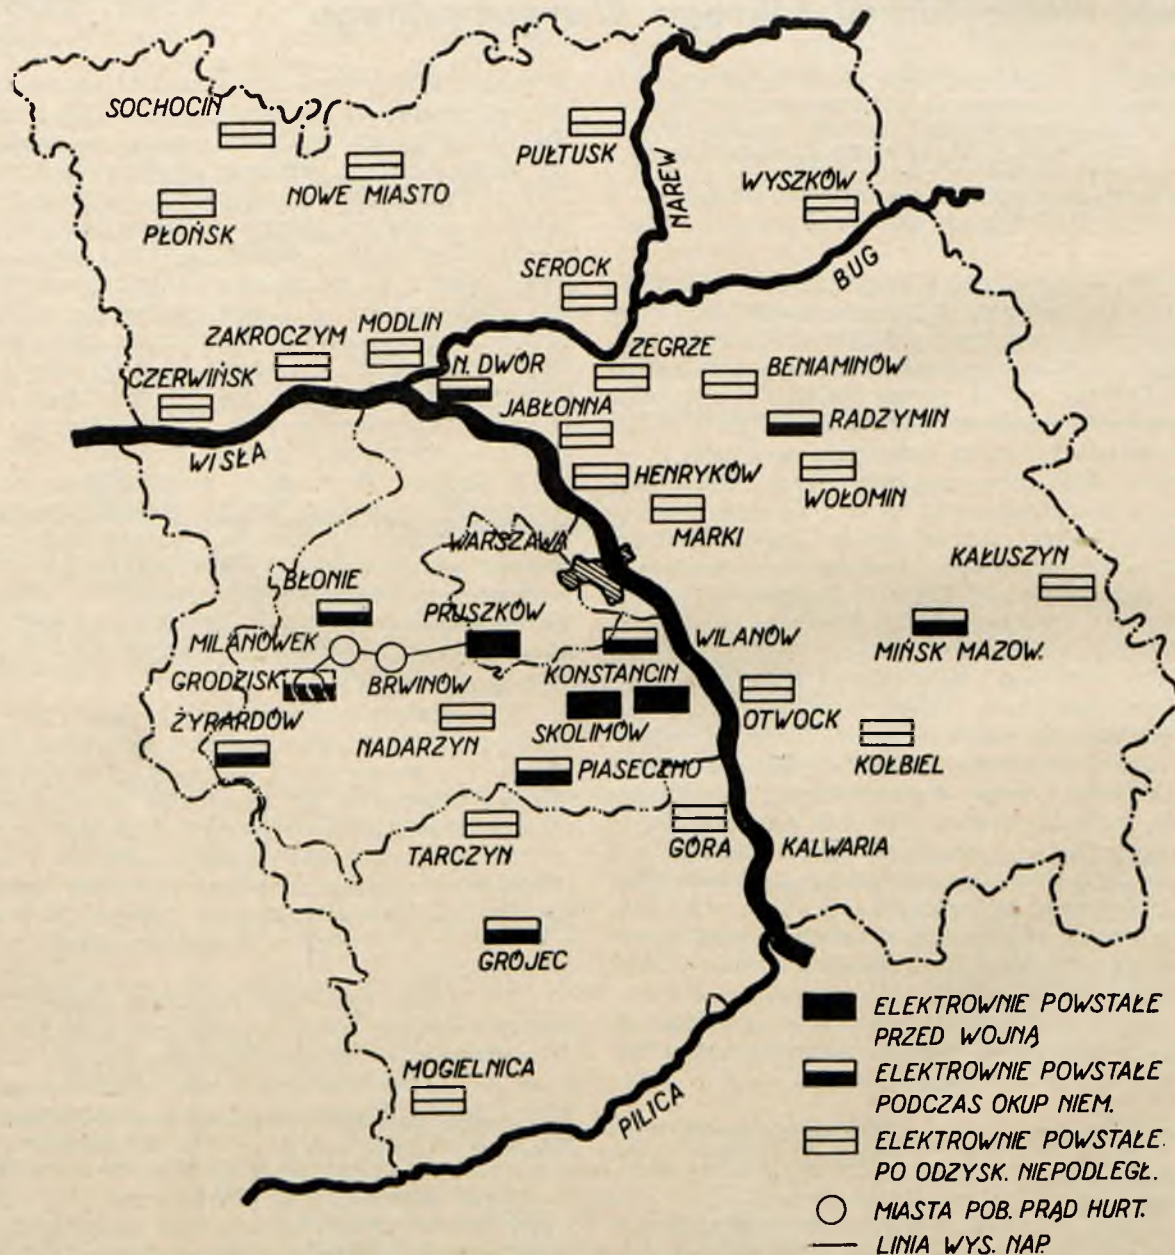 SOCHOCIN
PUŁTUSK
NOWE MIASTO
WYSZKÓW
NAREW
PŁOŃSK
SEROCK
BUG
ZAKROCZYM
MODLIN
ZEGRZE
N. DWÓR
BENIAMINÓW
CZERWIŃSK
JABŁONNA
RADZYMIN
WISŁA
HENRYKÓW
WOŁOMIN
MARKI
WARSZAWA
KAŁUSZYN
BŁONIE
PRUSZKÓW
WILANÓW
MIŃSK MAZOW.
MILANÓWEK
GRODZISK
BRWINÓW
KONSTANCIN
ŻYRARDÓW
NADARZYN
SKOLIMÓW
OTWOCK
KOŁBIEL
PIASECZNO
TARCZYN
GÓRA KALWARIA
GRÓJEC
MOGIELNICA
PILICA
ELEKTROWNIE POWSTAŁE
PRZED WOJNĄ
ELEKTROWNIE POWSTAŁE
PODCZAS OKUP NIEM.
ELEKTROWNIE POWSTAŁE.
PO ODZYSK. NIEPODLEGŁ.
MIASTA POB. PRĄD HURT.
LINIA WYS. NAP.